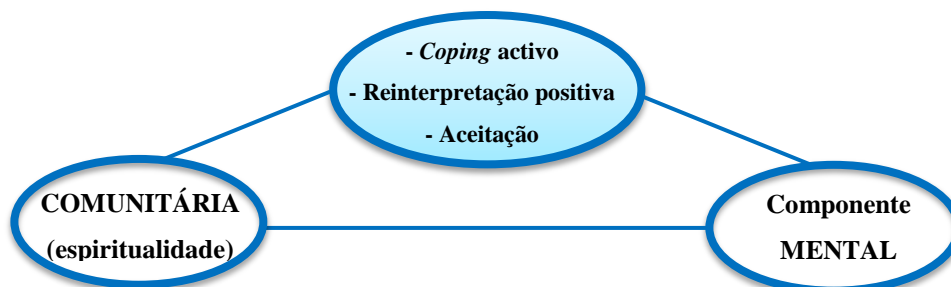 - Coping activo
- Reinterpretação positiva
- Aceitação
COMUNITÁRIA
(espiritualidade)
Componente
MENTAL